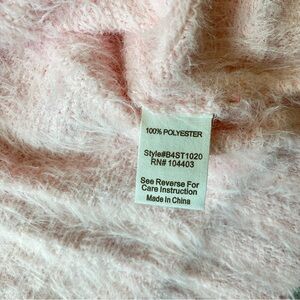 100% POLYESTER
Style#B4ST1020
RN# 104403
See Reverse For
Care Instruction
Made In China